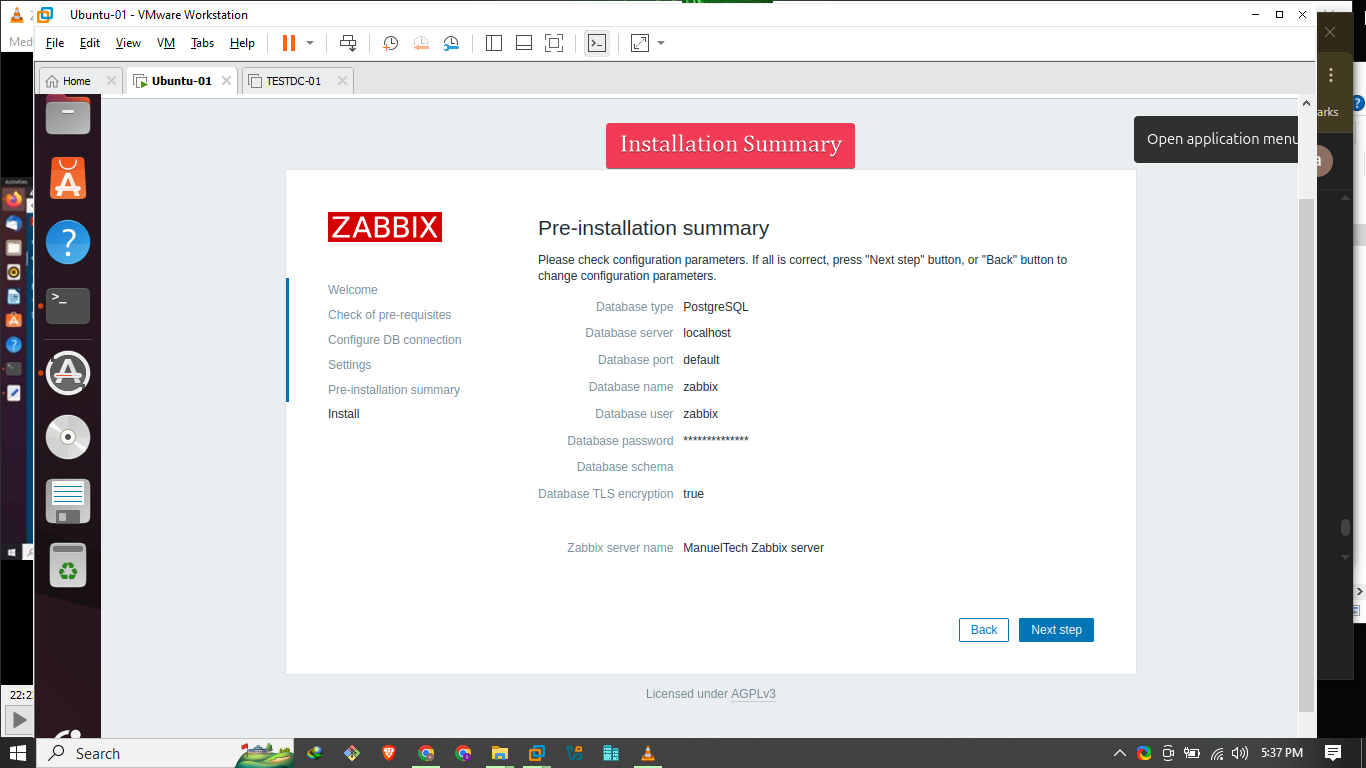 Ubuntu-01 - VMware Workstation
Med
File Edit View VM Tabs Help
Home Ubuntu-01 TESTDC-01
arks
Installation Summary
Open application menu
a
ZABBIX
Pre-installation summary
Please check configuration parameters. If all is correct, press "Next step" button, or "Back" button to
change configuration parameters.
Welcome
Check of pre-requisites
Configure DB connection
Settings
Pre-installation summary
Install
Database type PostgreSQL
Database server localhost
Database port default
Database name zabbix
Database user zabbix
Database password **************
Database schema
Database TLS encryption true
Zabbix server name ManuelTech Zabbix server
Back Next step
Licensed under AGPLv3
22:2
Search
5:37 PM